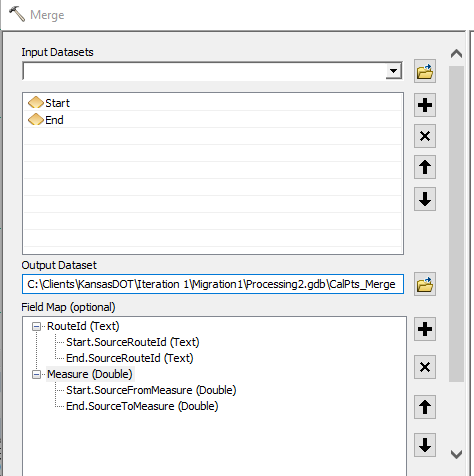 Merge
Input Datasets
Start
End
Output Dataset
C:\Clients\KansasDOT\Iteration 1\Migration1\Processing2.gdb\CalPts_Merge
Field Map (optional)
RouteId (Text)
Start.SourceRouteId (Text)
End.SourceRouteId (Text)
Measure (Double)
Start.SourceFromMeasure (Double)
End.SourceToMeasure (Double)